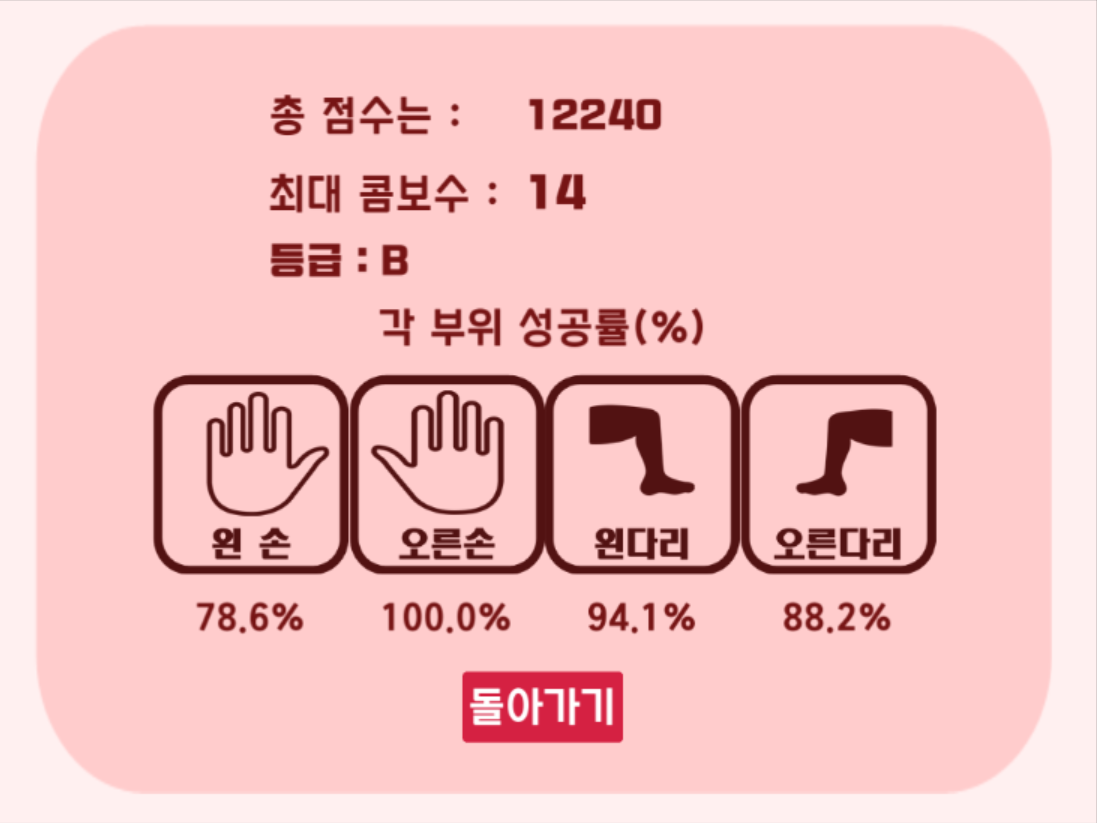 총 점수는 : 12240
최대 콤보수 : 14
등급 : B
각 부위 성공률(%)
왼 손 오른손 왼다리 오른다리
78.6% 100.0% 94.1% 88.2%
돌아가기